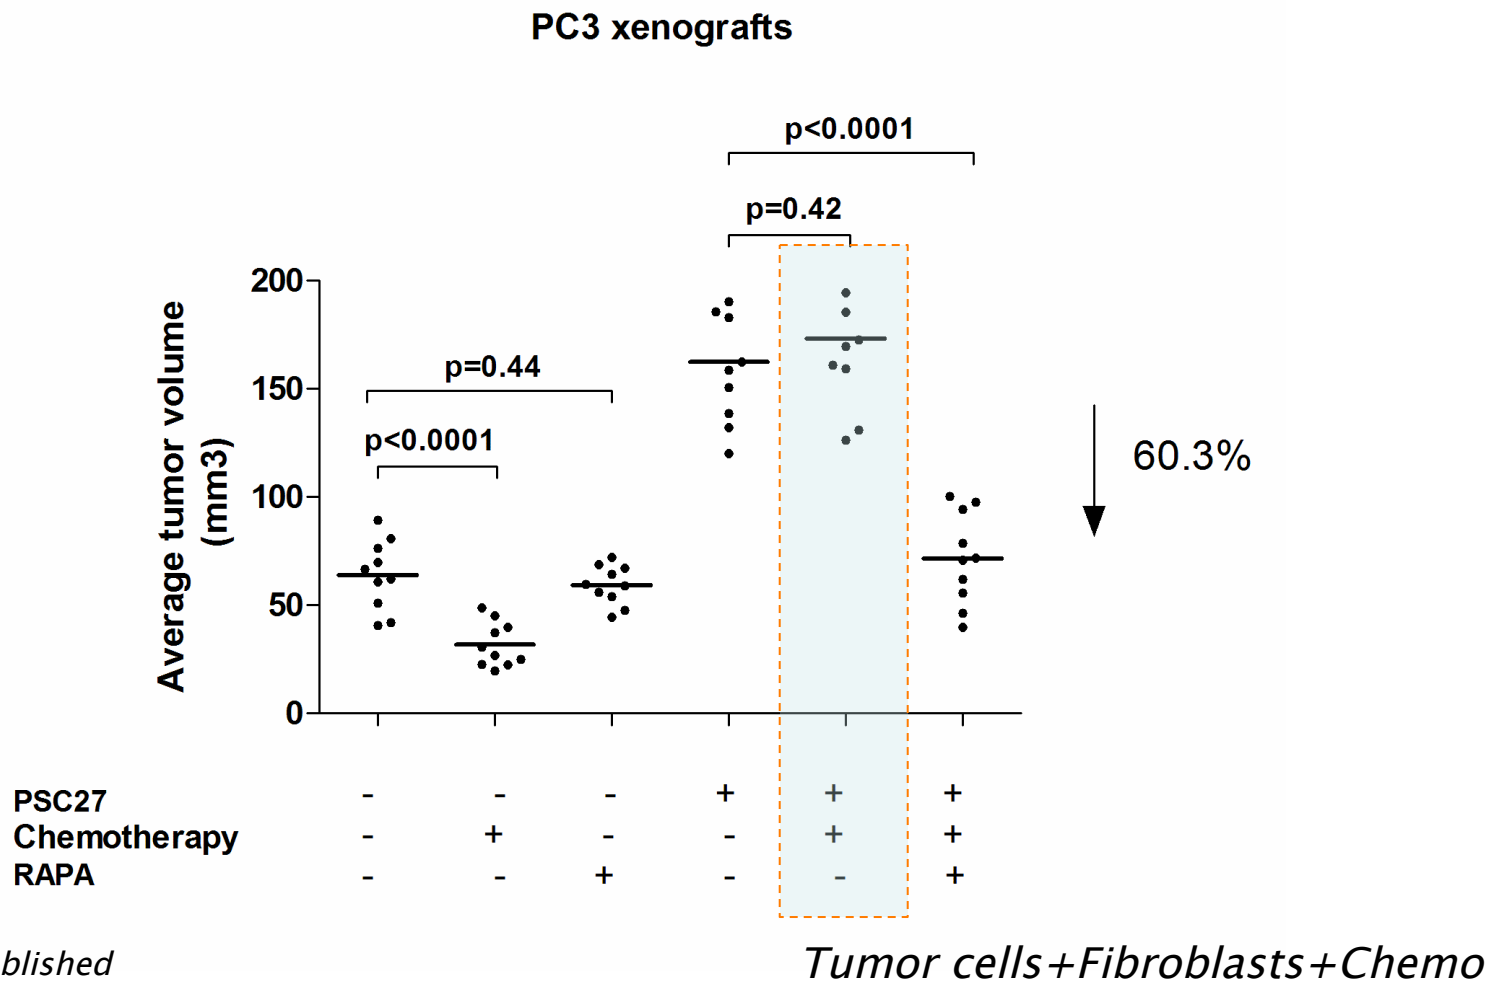 PC3 xenografts
p<0.0001
p=0.42
p=0.44
p<0.0001
Average tumor volume
(mm3)
200
150
100
50
0
60.3%
PSC27 - - - + + +
Chemotherapy - + - - + +
RAPA - - + - - +
blished
Tumor cells+Fibroblasts+Chemo